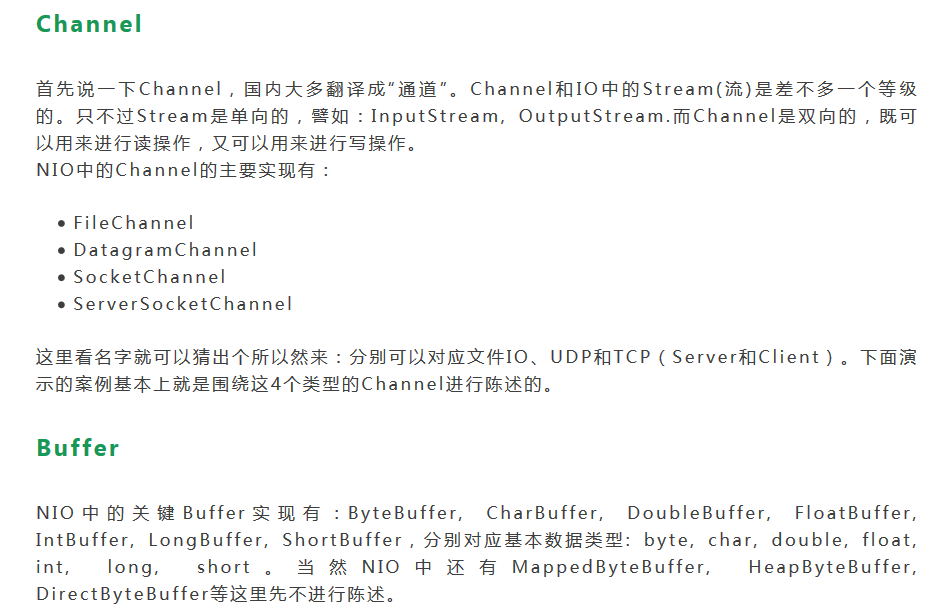 Channel
首先说一下Channel，国内大多翻译成“通道”。Channel和IO中的Stream(流)是差不多一个等级
的。只不过Stream是单向的，譬如：InputStream, OutputStream.而Channel是双向的，既可
以用来进行读操作，又可以用来进行写操作。
NIO中的Channel的主要实现有：
• FileChannel
• DatagramChannel
• SocketChannel
• ServerSocketChannel
这里看名字就可以猜出个所以然来：分别可以对应文件IO、UDP和TCP（Server和Client）。下面演
示的案例基本上就是围绕这4个类型的Channel进行陈述的。
Buffer
NIO中的关键Buffer实现有：ByteBuffer, CharBuffer, DoubleBuffer, FloatBuffer,
IntBuffer, LongBuffer, ShortBuffer，分别对应基本数据类型: byte, char, double, float,
int, long, short。当然NIO中还有MappedByteBuffer, HeapByteBuffer,
DirectByteBuffer等这里先不进行陈述。